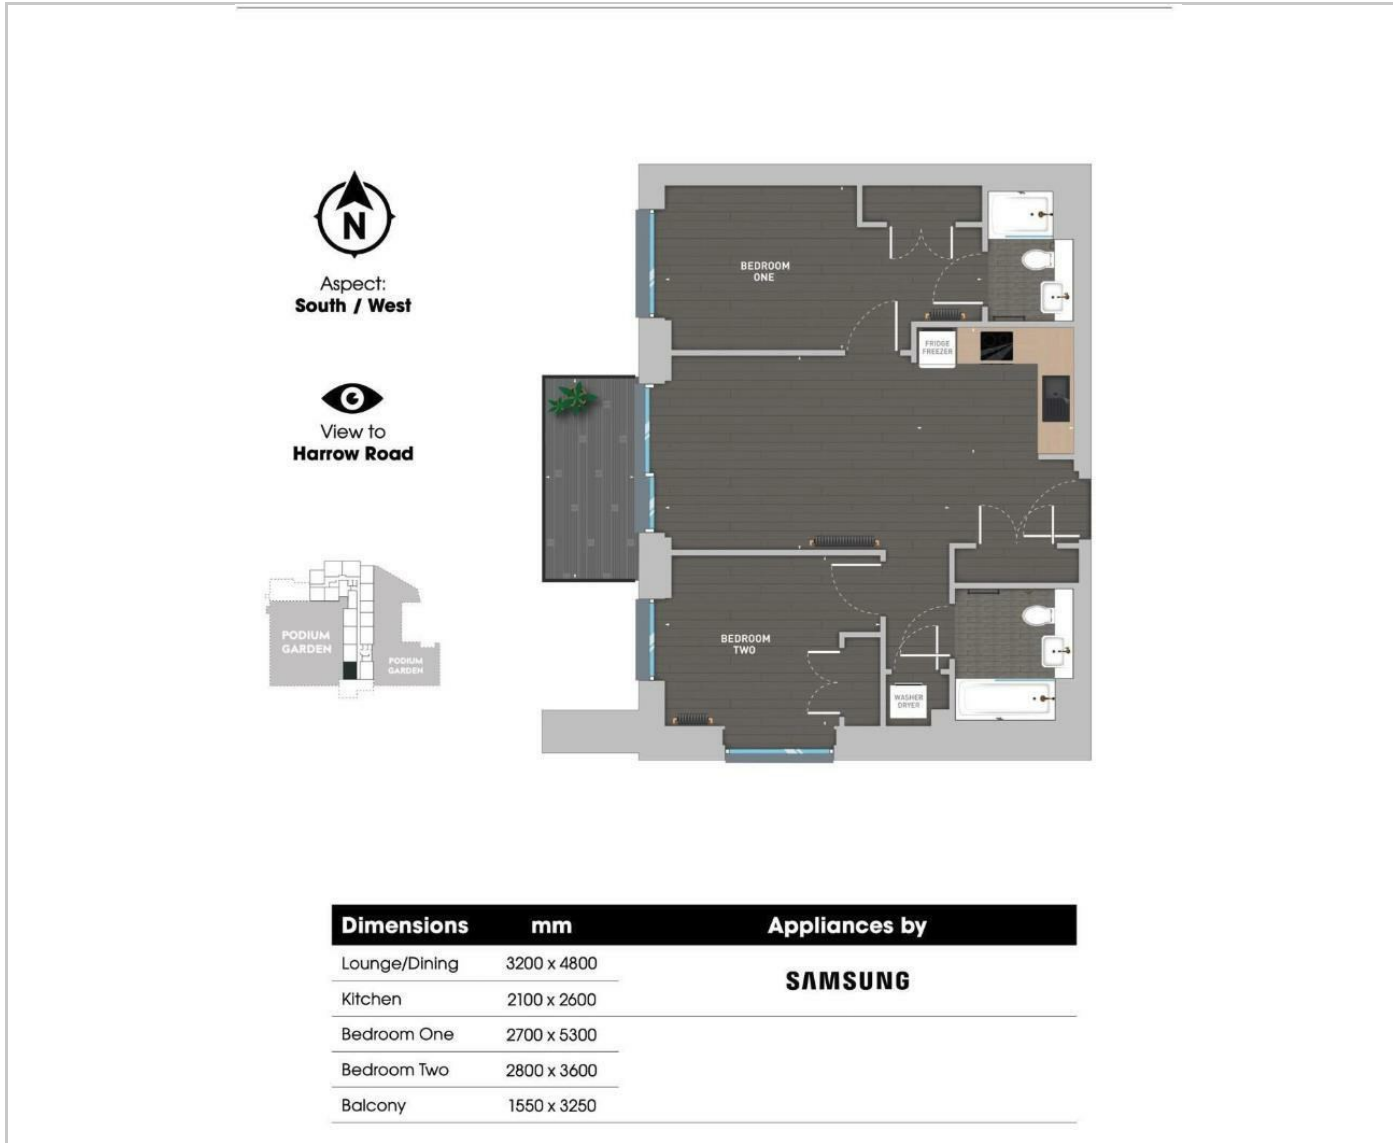 N
Aspect:
South / West
View to
Harrow Road
PODIUM
GARDEN
PODIUM
GARDEN
BEDROOM
ONE
FRIDGE
FREEZER
BEDROOM
TWO
WASHER
DRYER
Dimensions mm Appliances by
Lounge/Dining 3200 x 4800
SAMSUNG
Kitchen 2100 x 2600
Bedroom One 2700 x 5300
Bedroom Two 2800 x 3600
Balcony 1550 x 3250